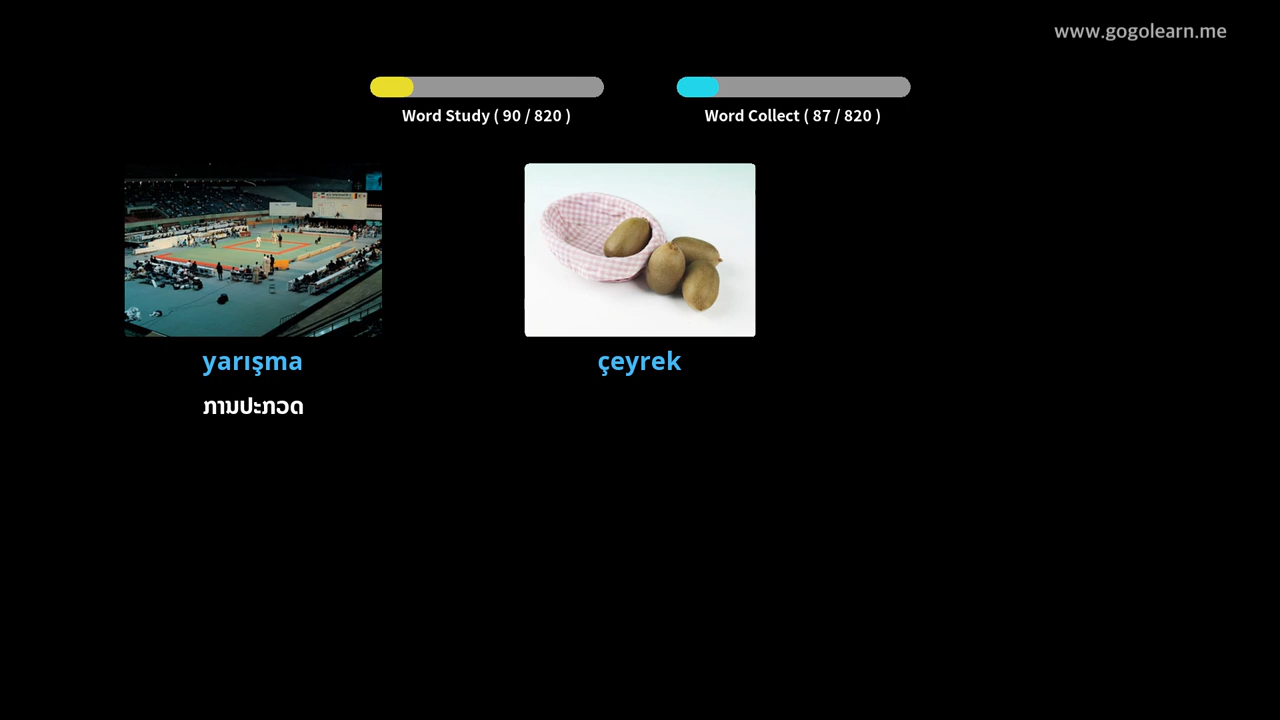 www.gogolearn.me
Word Study ( 90 / 820 )
Word Collect ( 87 / 820 )
yarışma
çeyrek
ການປະກວດ